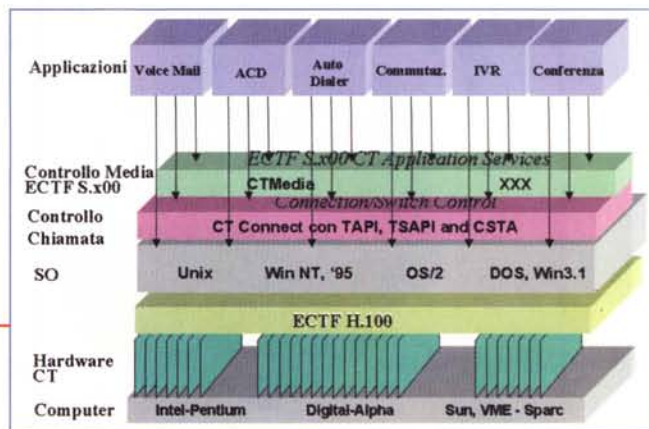 Applicazioni
Voice Mail
ACD
Auto
Dialer
Commutaz.
IVR
Conferenza
ECTF S.x00 CT Application Services
Controllo Media
ECTF S.x00
CTMedia
XXX
Connection/Switch Control
Controllo
Chiamata
CT Connect con TAPI, TSAPI and CSTA
SO
Unix
Win NT, '95
OS/2
DOS, Win3.1
ECTF H.100
Hardware
CT
Computer
Intel-Pentium
Digital-Alpha
Sun, VME - Sparc